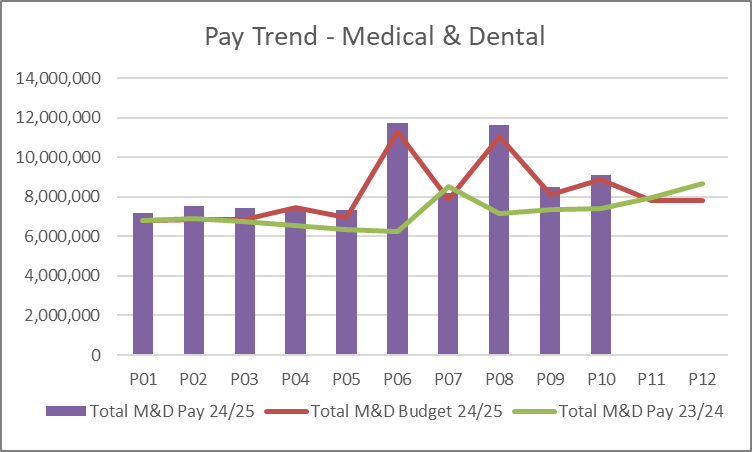 Pay Trend - Medical & Dental
14,000,000
12,000,000
10,000,000
8,000,000
6,000,000
4,000,000
2,000,000
0
P01 P02 P03 P04 P05 P06 P07 P08 P09 P10 P11 P12
Total M&D Pay 24/25 Total M&D Budget 24/25 Total M&D Pay 23/24